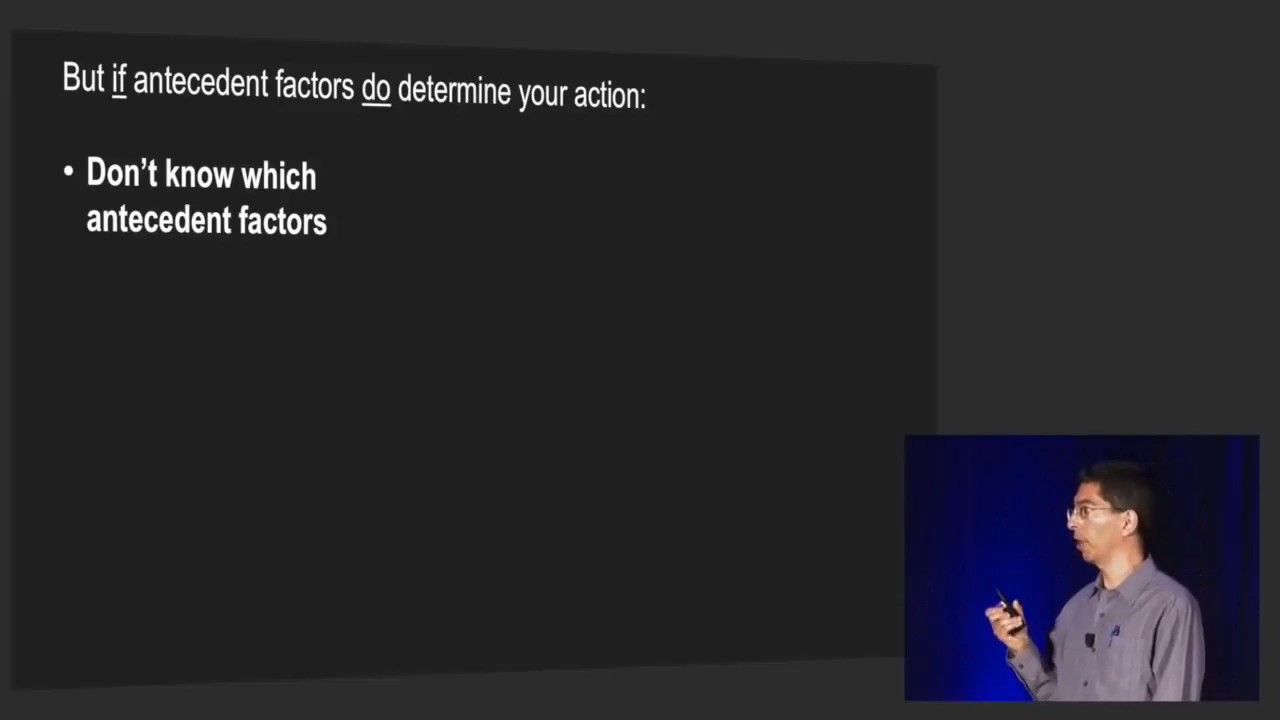 But if antecedent factors do determine your action:
• Don’t know which
antecedent factors